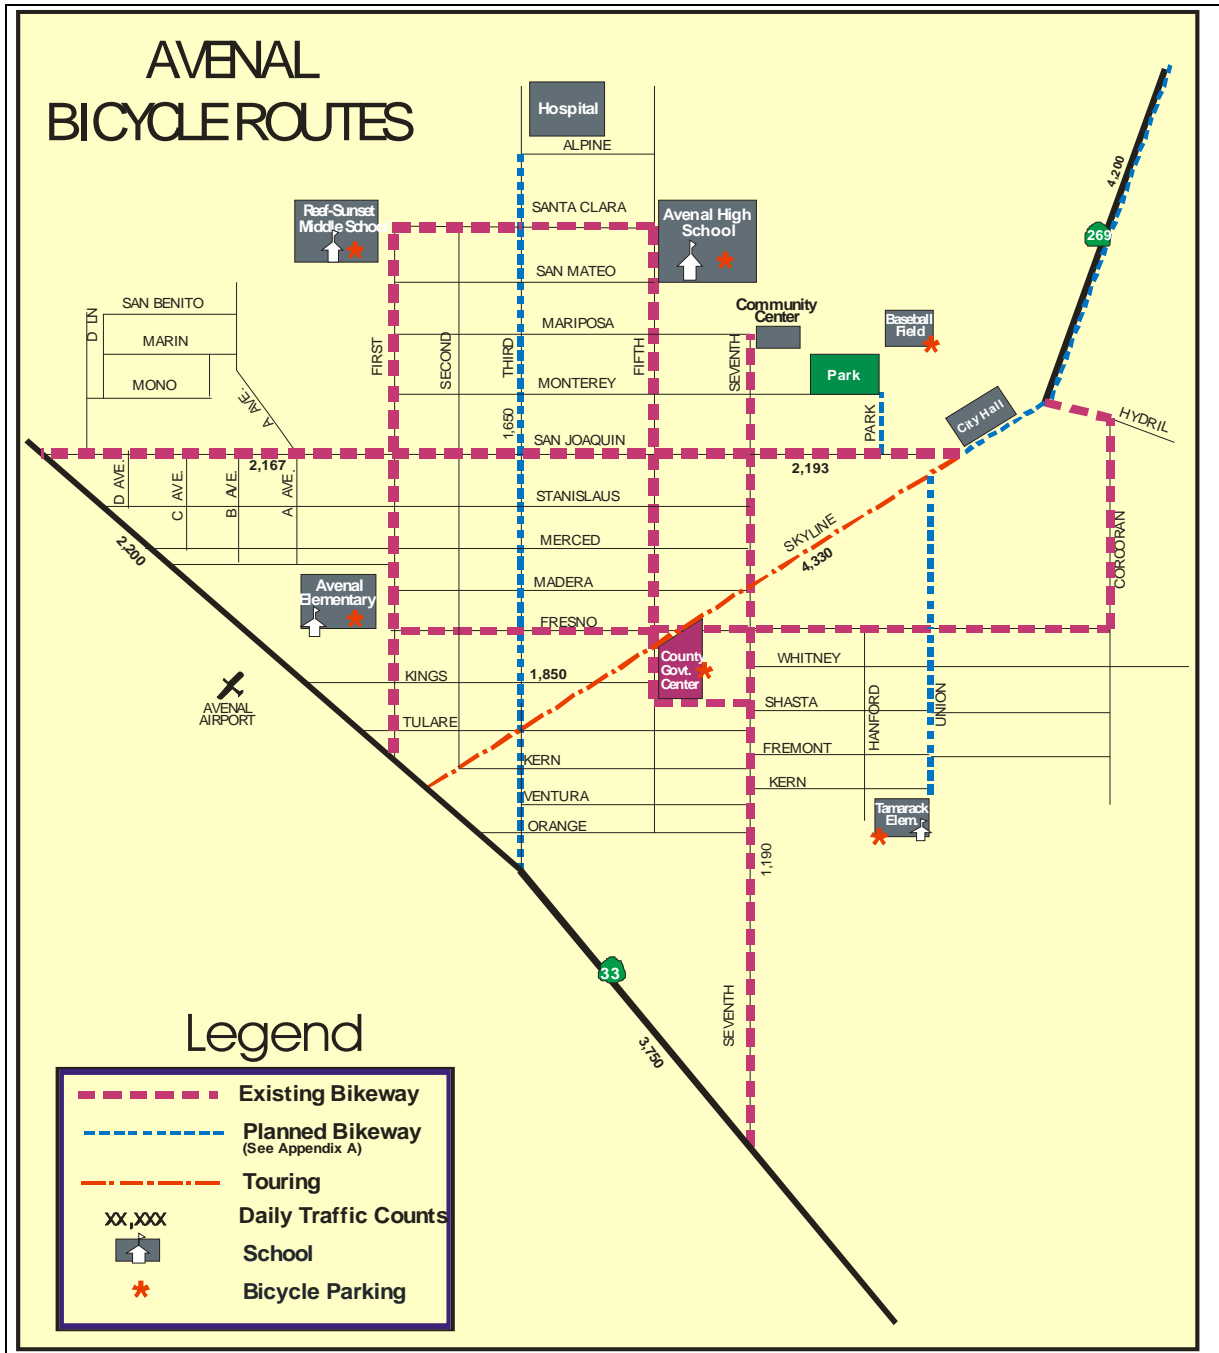 AVENAL
BICYCLE ROUTES
Hospital
ALPINE
4,200
Reef-Sunset
Middle School
THIRD
SANTA CLARA
Avenal High
School
269
SAN MATEO
SAN BENITO
D LN
MARIN
MONO
A AVE.
FIRST
SECOND
THIRD
MARIPOSA
FIFTH
SEVENTH
Community
Center
Baseball
Field
MONTEREY
Park
1,650
PARK
City Hall
HYDRIL
SAN JOAQUIN
2,167
2,193
D AVE.
C AVE.
B AVE.
A AVE.
STANISLAUS
SKYLINE
4,330
MERCED
2,200
CORCORAN
Avenal
Elementary
MADERA
FRESNO
County
Govt.
Center
WHITNEY
KINGS
1,850
AVENAL
AIRPORT
SHASTA
HANFORD
UNION
TULARE
FREMONT
KERN
KERN
VENTURA
Tamarack
Elem.
ORANGE
1,190
33
SEVENTH
3,750
Legend
Existing Bikeway
Planned Bikeway
(See Appendix A)
Touring
XX,XXX
Daily Traffic Counts
School
Bicycle Parking